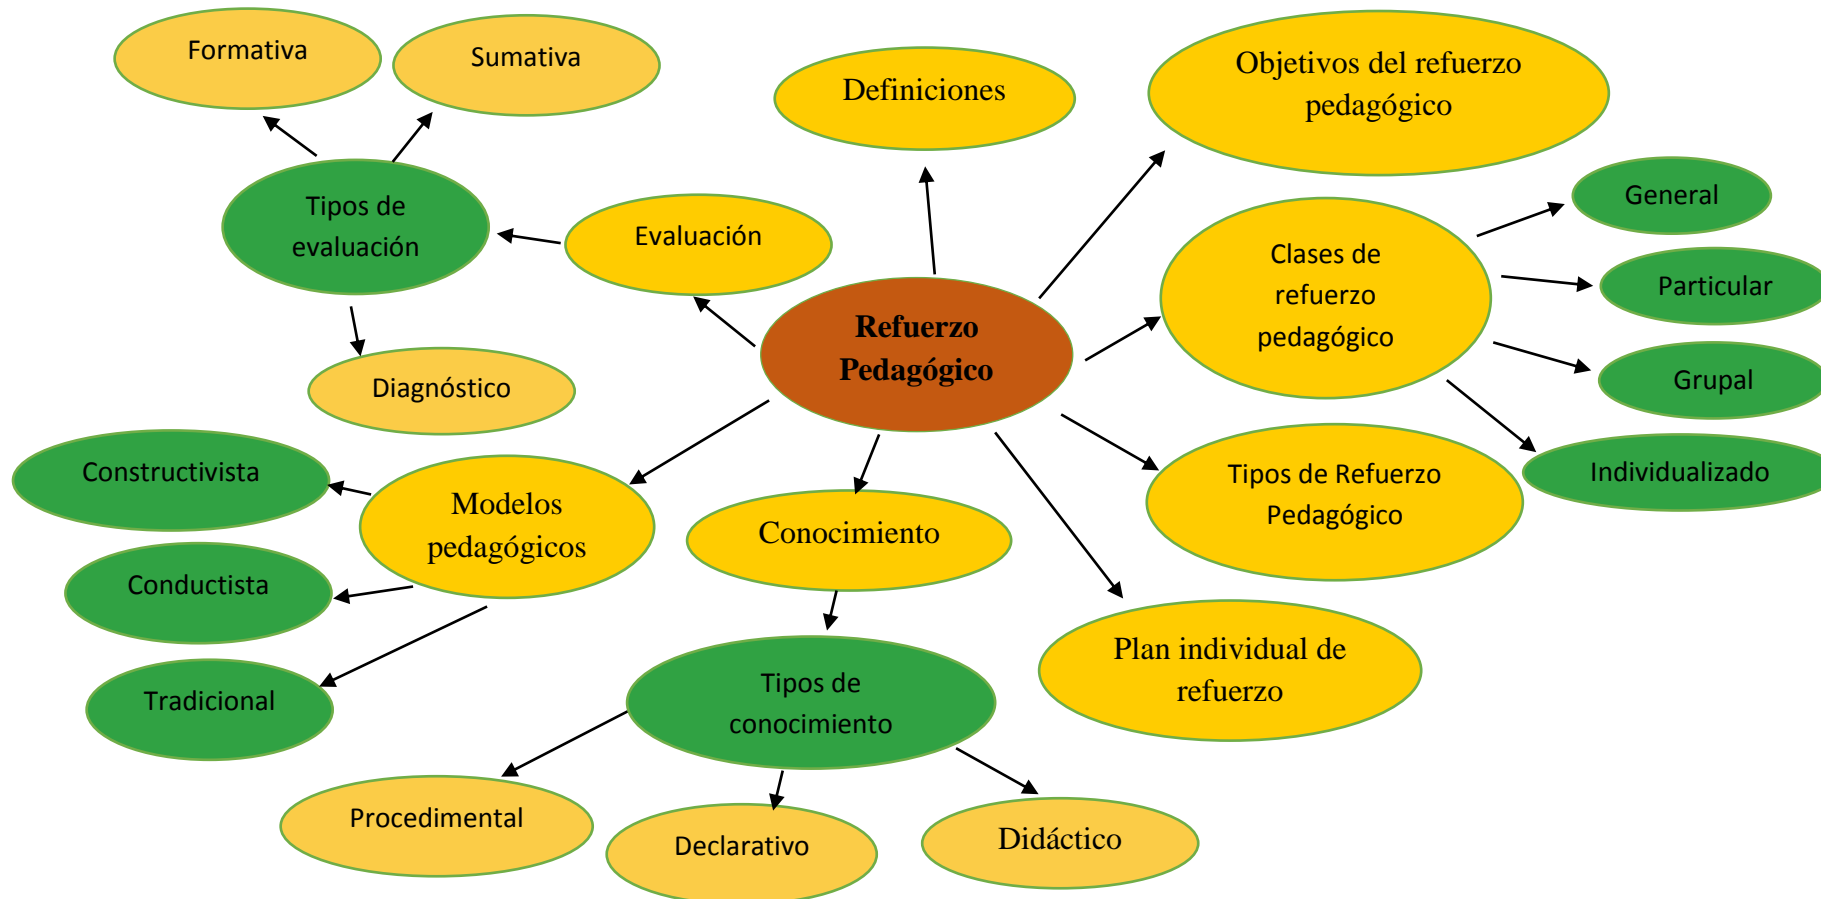 Formativa
Sumativa
Definiciones
Objetivos del refuerzo
pedagógico
Tipos de
evaluación
Evaluación
Clases de
refuerzo
pedagógico
General
Particular
Grupal
Individualizado
Refuerzo
Pedagógico
Diagnóstico
Constructivista
Modelos
pedagógicos
Conductista
Tradicional
Conocimiento
Tipos de Refuerzo
Pedagógico
Plan individual de
refuerzo
Tipos de
conocimiento
Procedimental
Declarativo
Didáctico